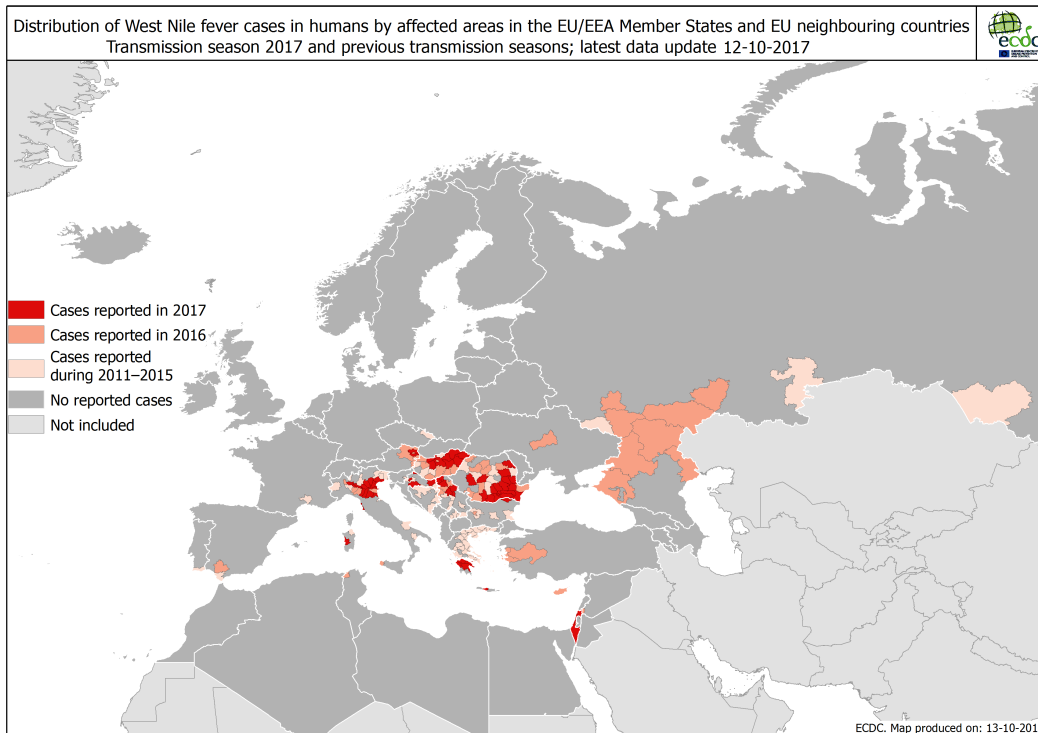 Distribution of West Nile fever cases in humans by affected areas in the EU/EEA Member States and EU neighbouring countries
Transmission season 2017 and previous transmission seasons; latest data update 12-10-2017
ecdc
Cases reported in 2017
Cases reported in 2016
Cases reported
during 2011–2015
No reported cases
Not included
ECDC. Map produced on: 13-10-201